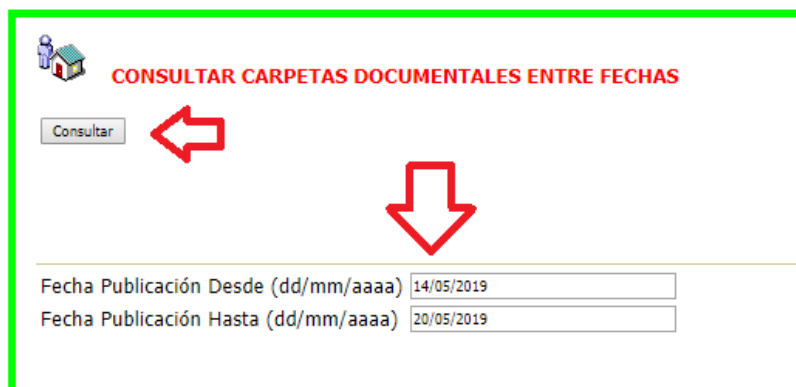 CONSULTAR CARPETAS DOCUMENTALES ENTRE FECHAS
Consultar
Fecha Publicación Desde (dd/mm/aaaa) 14/05/2019
Fecha Publicación Hasta (dd/mm/aaaa) 20/05/2019